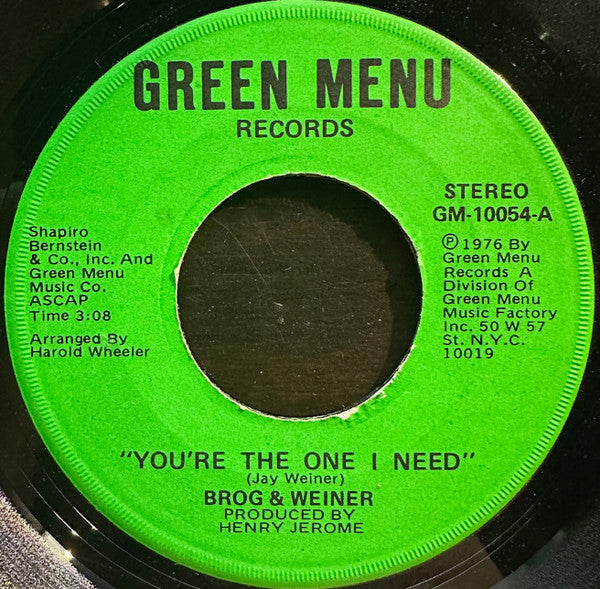 GREEN MENU
RECORDS
STEREO
GM-10054-A
Shapiro
Bernstein
& Co., Inc. And
Green Menu
Music Co.
ASCAP
Time 3:08
Arranged By
Harold Wheeler
Ⓟ1976 By
Green Menu
Records A
Division Of
Green Menu
Music Factory
Inc. 50 W 57
St. N.Y.C.
10019
"YOU'RE THE ONE I NEED"
(Jay Weiner)
BROG & WEINER
PRODUCED BY
HENRY JEROME